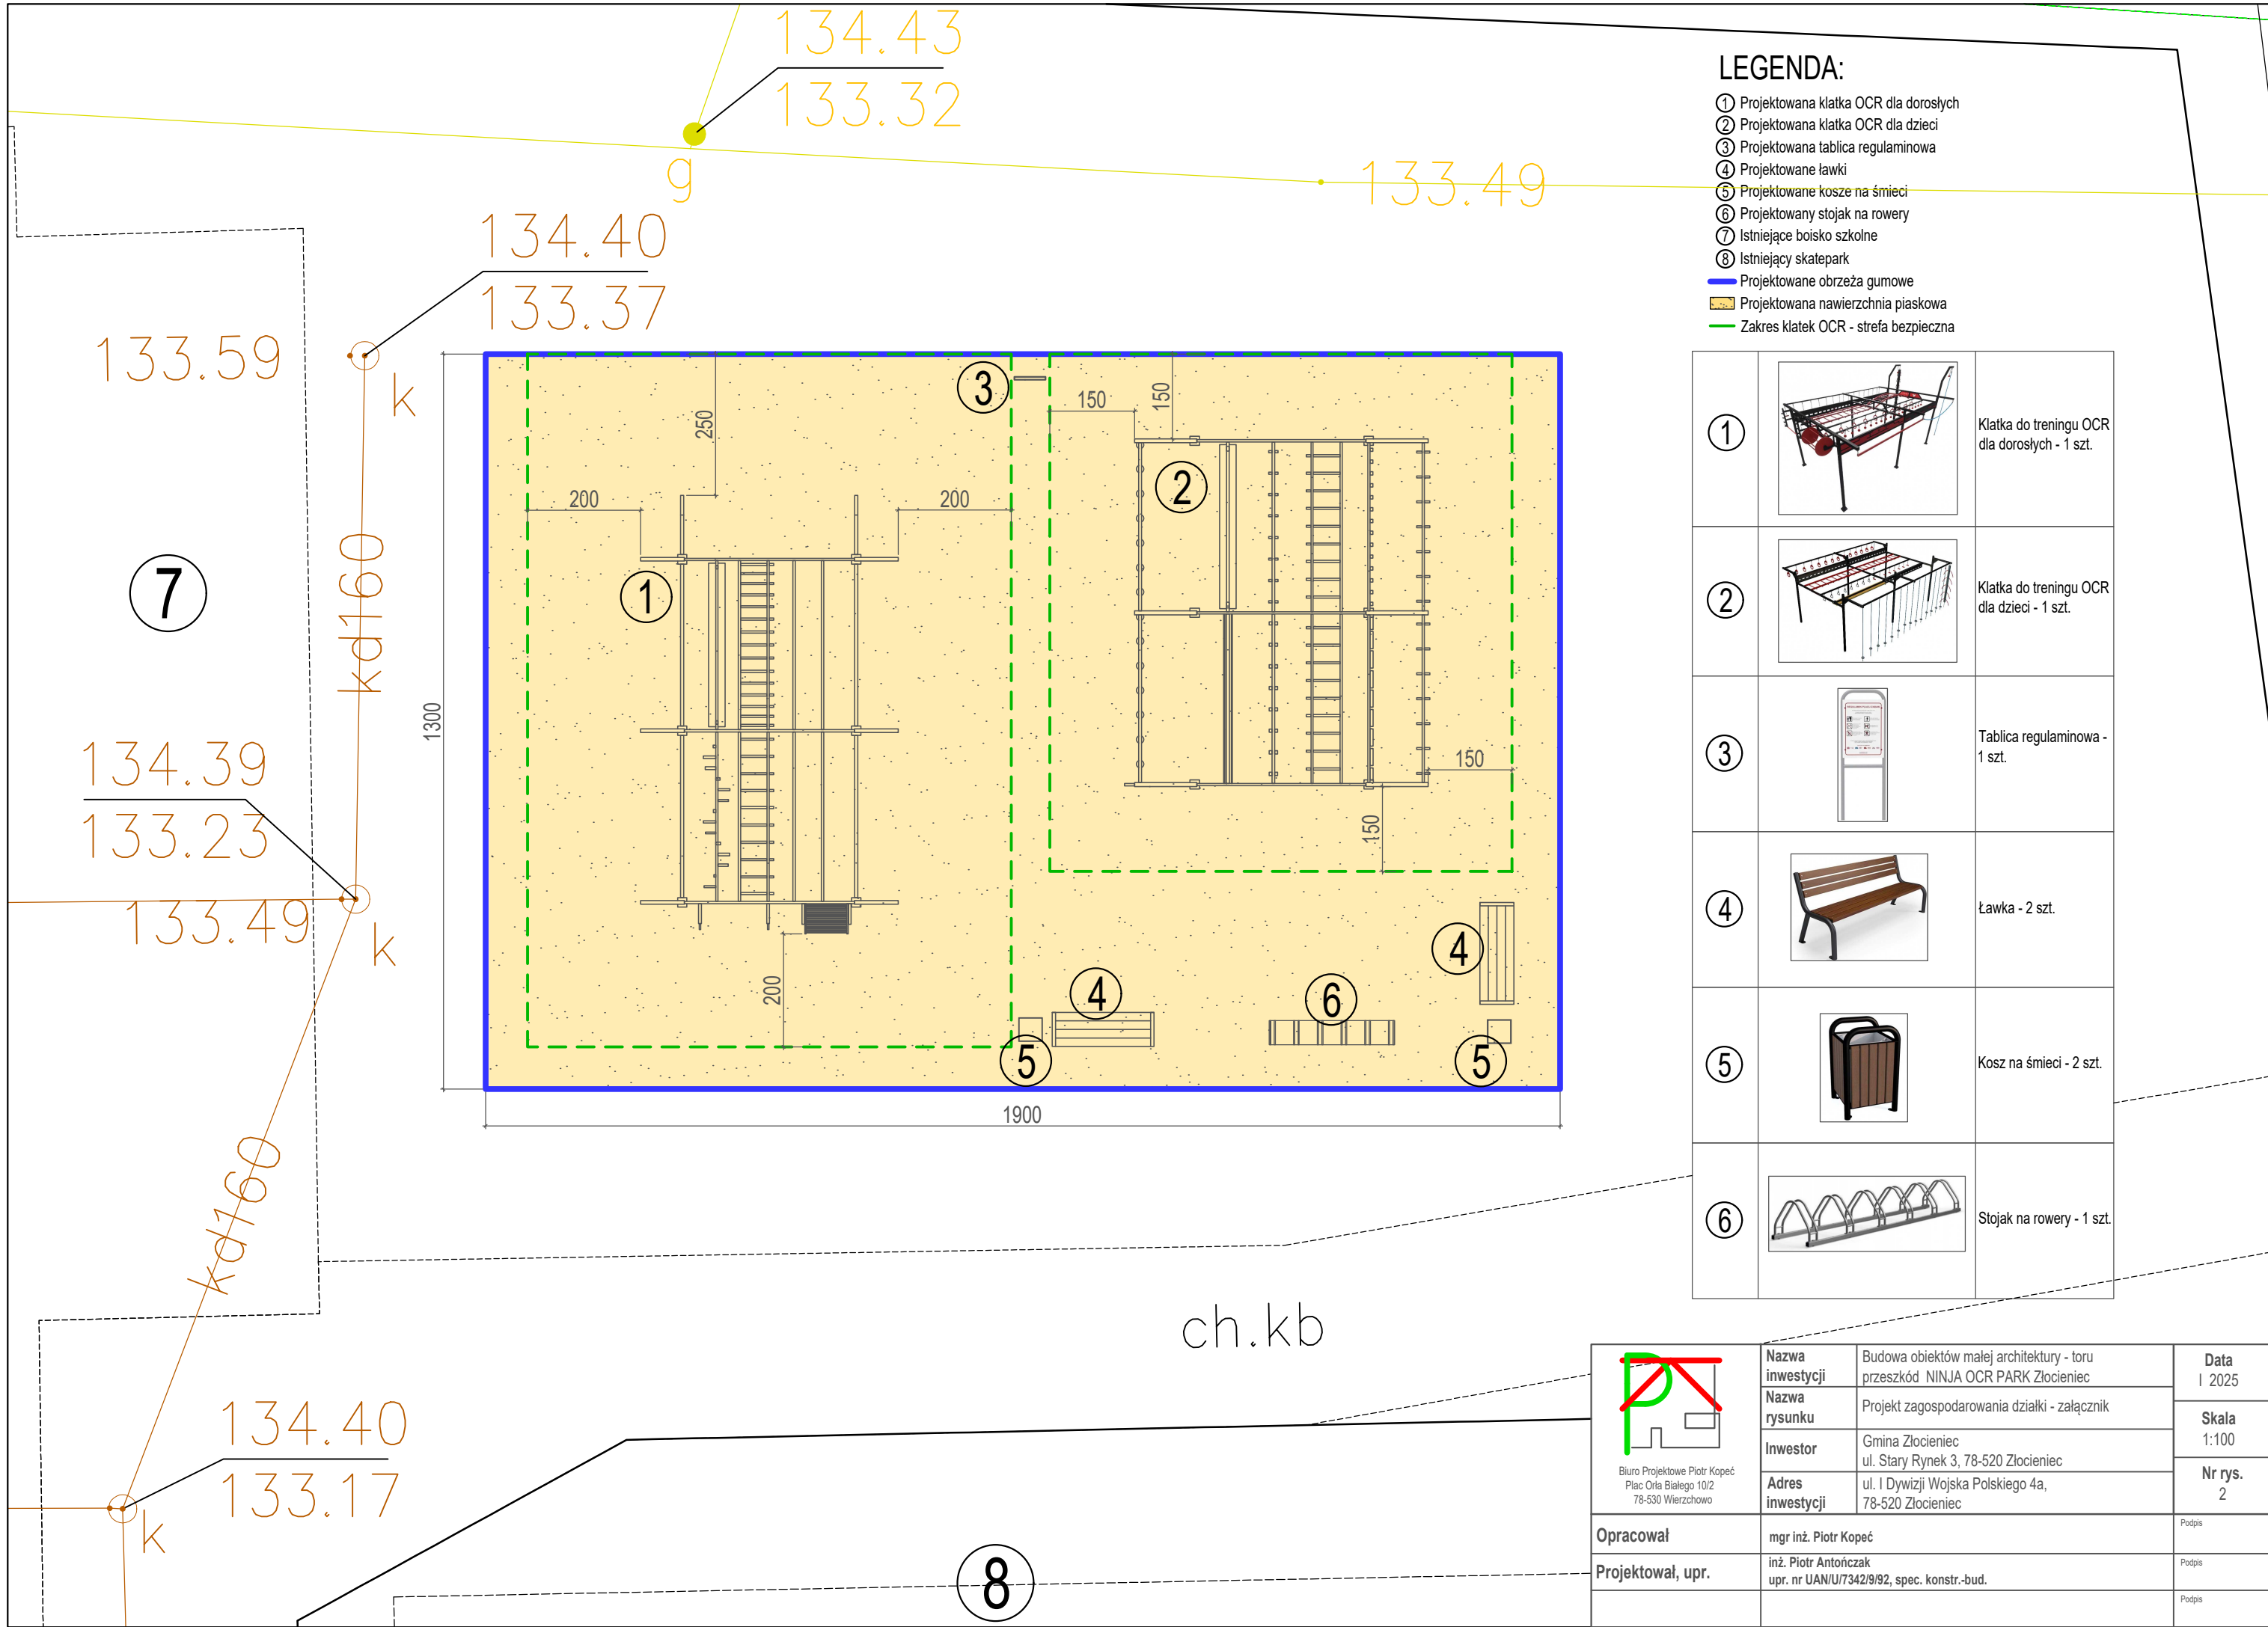 134.43
133.32
g
133.49
134.40
133.37
133.59
k
kd160
7
134.39
133.23
133.49
k
kd160
134.40
133.17
k
ch.kb
8
LEGENDA:
1 Projektowana klatka OCR dla dorosłych
2 Projektowana klatka OCR dla dzieci
3 Projektowana tablica regulaminowa
4 Projektowane ławki
5 Projektowane kosze na śmieci
6 Projektowany stojak na rowery
7 Istniejące boisko szkolne
8 Istniejący skatepark
Projektowane obrzeża gumowe
Projektowana nawierzchnia piaskowa
Zakres klatek OCR - strefa bezpieczna
1300
1900
250
200
200
1
200
3
150
150
2
150
150
4
4
5
6
5
1
Klatka do treningu OCR
dla dorosłych - 1 szt.
2
Klatka do treningu OCR
dla dzieci - 1 szt.
3
Tablica regulaminowa -
1 szt.
4
Ławka - 2 szt.
5
Kosz na śmieci - 2 szt.
6
Stojak na rowery - 1 szt.
Biuro Projektowe Piotr Kopeć
Plac Orła Białego 10/2
78-530 Wierzchowo
Nazwa
inwestycji
Budowa obiektów małej architektury - toru
przeszkód NINJA OCR PARK Złocieniec
Nazwa
rysunku
Projekt zagospodarowania działki - załącznik
Inwestor
Gmina Złocieniec
ul. Stary Rynek 3, 78-520 Złocieniec
Adres
inwestycji
ul. I Dywizji Wojska Polskiego 4a,
78-520 Złocieniec
Data
I 2025
Skala
1:100
Nr rys.
2
Opracował
mgr inż. Piotr Kopeć
Podpis
Projektował, upr.
inż. Piotr Antończak
upr. nr UAN/U/7342/9/92, spec. konstr.-bud.
Podpis
Podpis